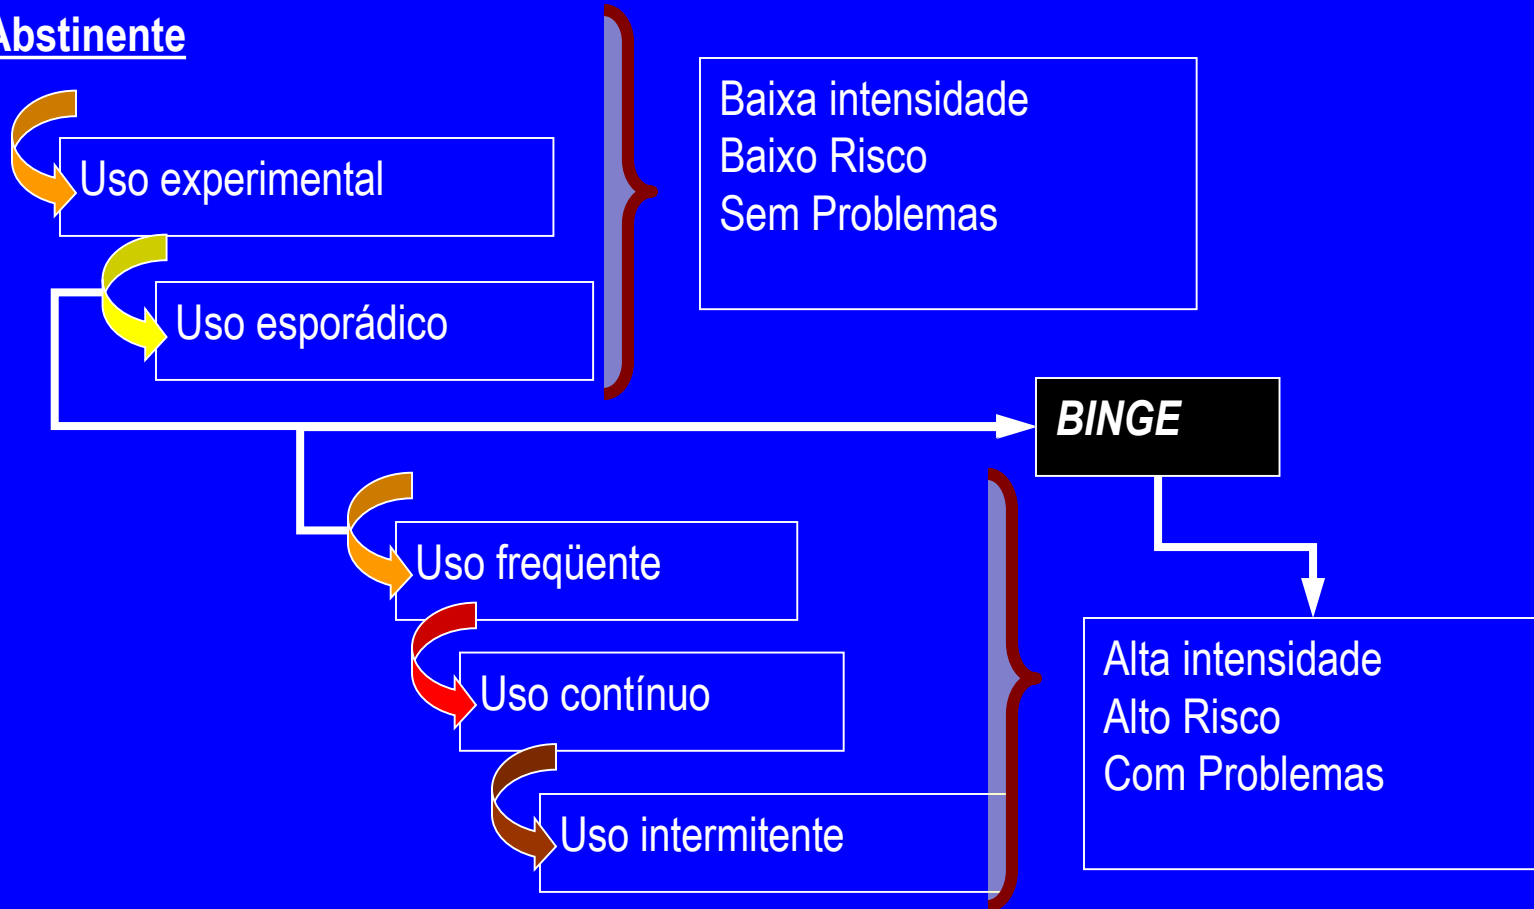 Abstinente
Baixa intensidade
Baixo Risco
Sem Problemas
Uso experimental
Uso esporádico
BINGE
Uso freqüente
Uso contínuo
Uso intermitente
Alta intensidade
Alto Risco
Com Problemas